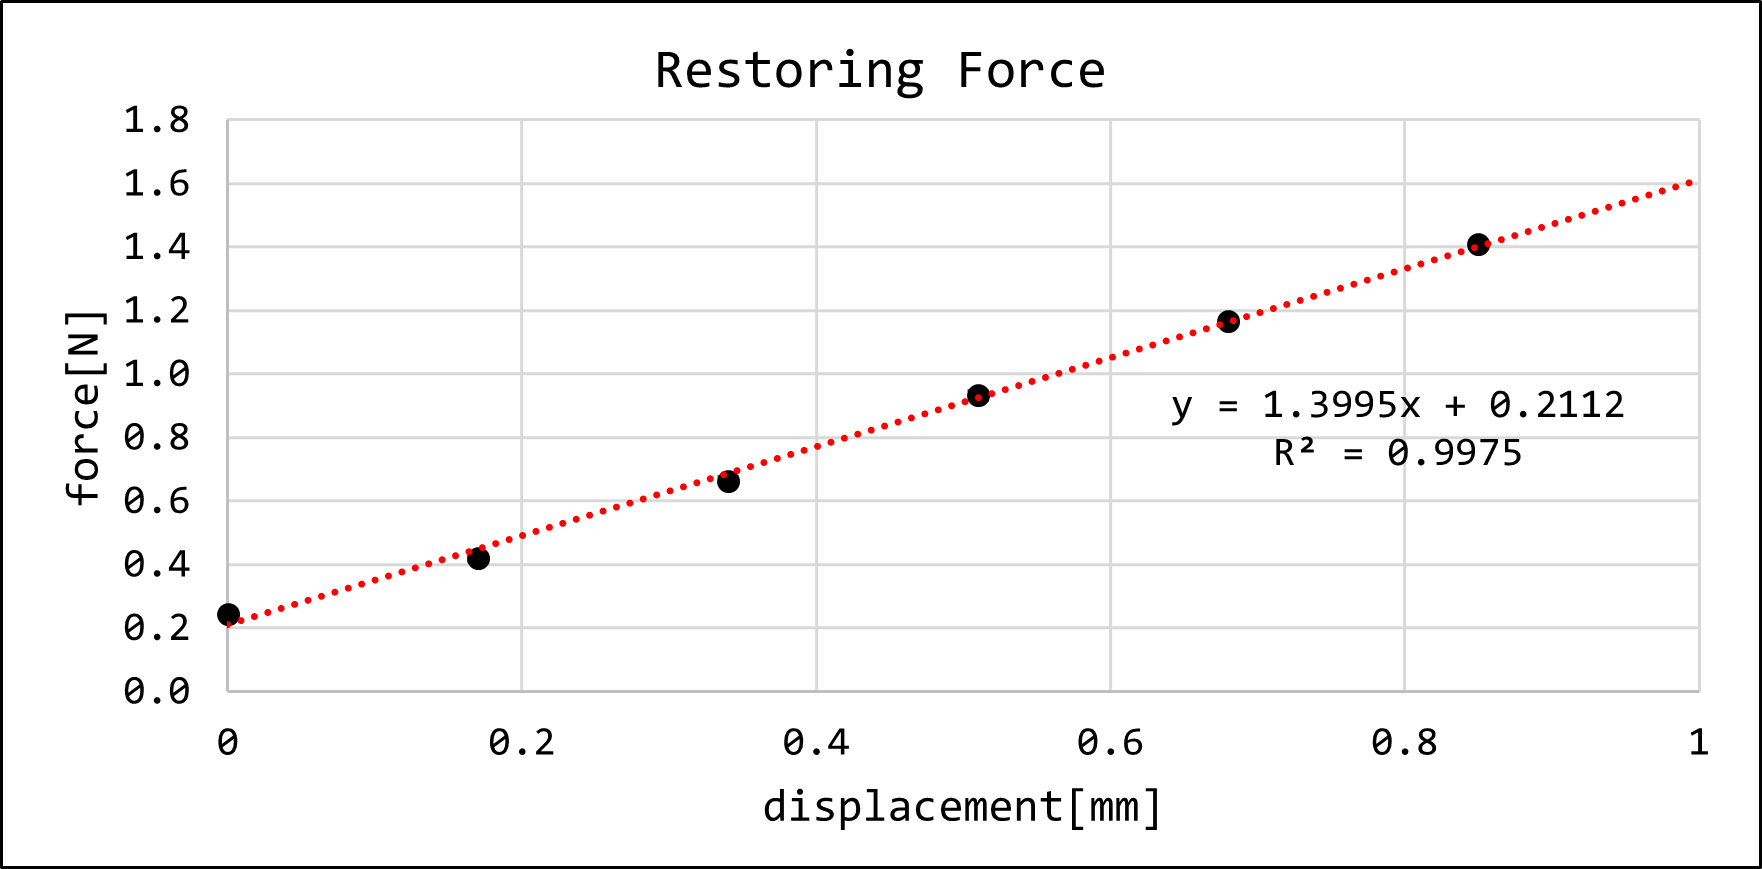 Restoring Force
1.8
1.6
1.4
1.2
1.0
0.8
0.6
0.4
0.2
0.0
force[N]
y = 1.3995x + 0.2112
R² = 0.9975
0 0.2 0.4 0.6 0.8 1
displacement[mm]